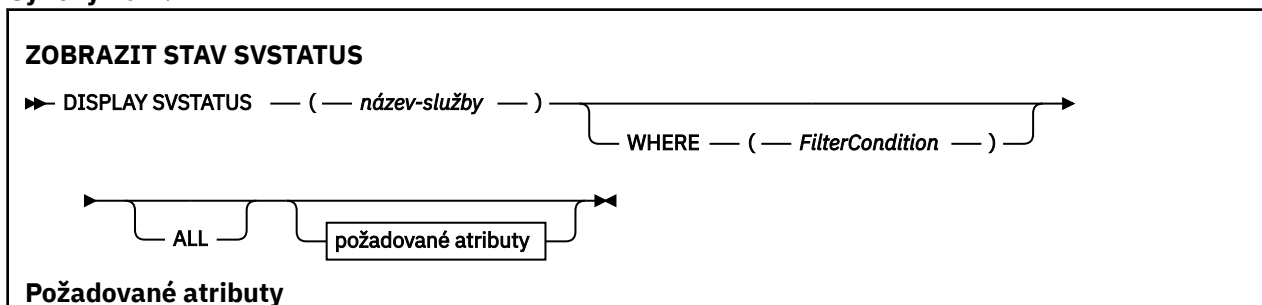 ZOBRAZIT STAV SVSTATUS
DISPLAY SVSTATUS ( název-služby )
WHERE ( FilterCondition )
ALL
požadované atributy
Požadované atributy